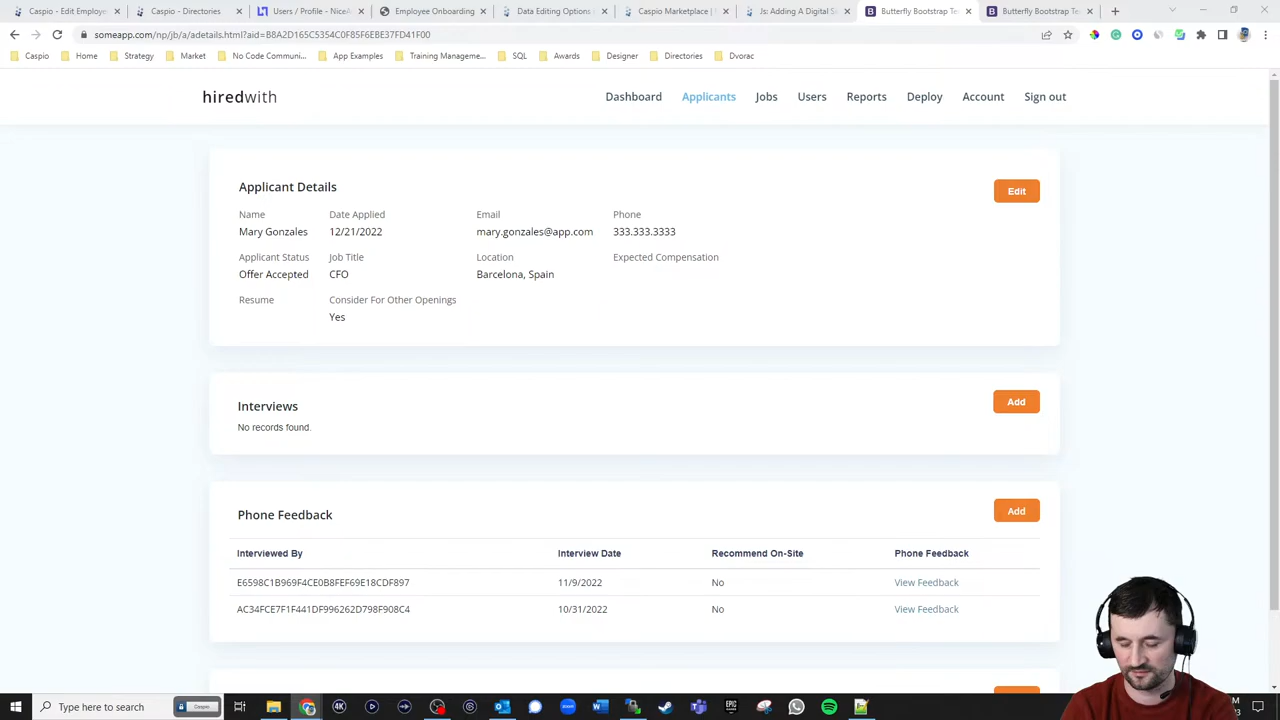 Caspio - Edit Employe
Caspio - Directories
Users / Profile - NiceA
Employee Onboarding
Data Editing Options
Caspio Marketplace |
Js: Adding A Digital Si
Butterfly Bootstrap Te
Butterfly Bootstrap Te
someapp.com/np/jb/a/adetails.html?aid=B8A2D165C5354C0F85F6EBE37FD41F00
Caspio Home Strategy Market No Code Communi... App Examples Training Manageme... SQL Awards Designer Directories Dvorac
hiredwith
Dashboard Applicants Jobs Users Reports Deploy Account Sign out
Applicant Details
Edit
Name Date Applied Email Phone
Mary Gonzales 12/21/2022 mary.gonzales@app.com 333.333.3333
Applicant Status Job Title Location Expected Compensation
Offer Accepted CFO Barcelona, Spain
Resume Consider For Other Openings
Yes
Interviews
Add
No records found.
Phone Feedback
Add
Interviewed By Interview Date Recommend On-Site Phone Feedback
E6598C1B969F4CE0B8FEF69E18CDF897 11/9/2022 No View Feedback
AC34FCE7F1F441DF996262D798F908C4 10/31/2022 No View Feedback
Type here to search